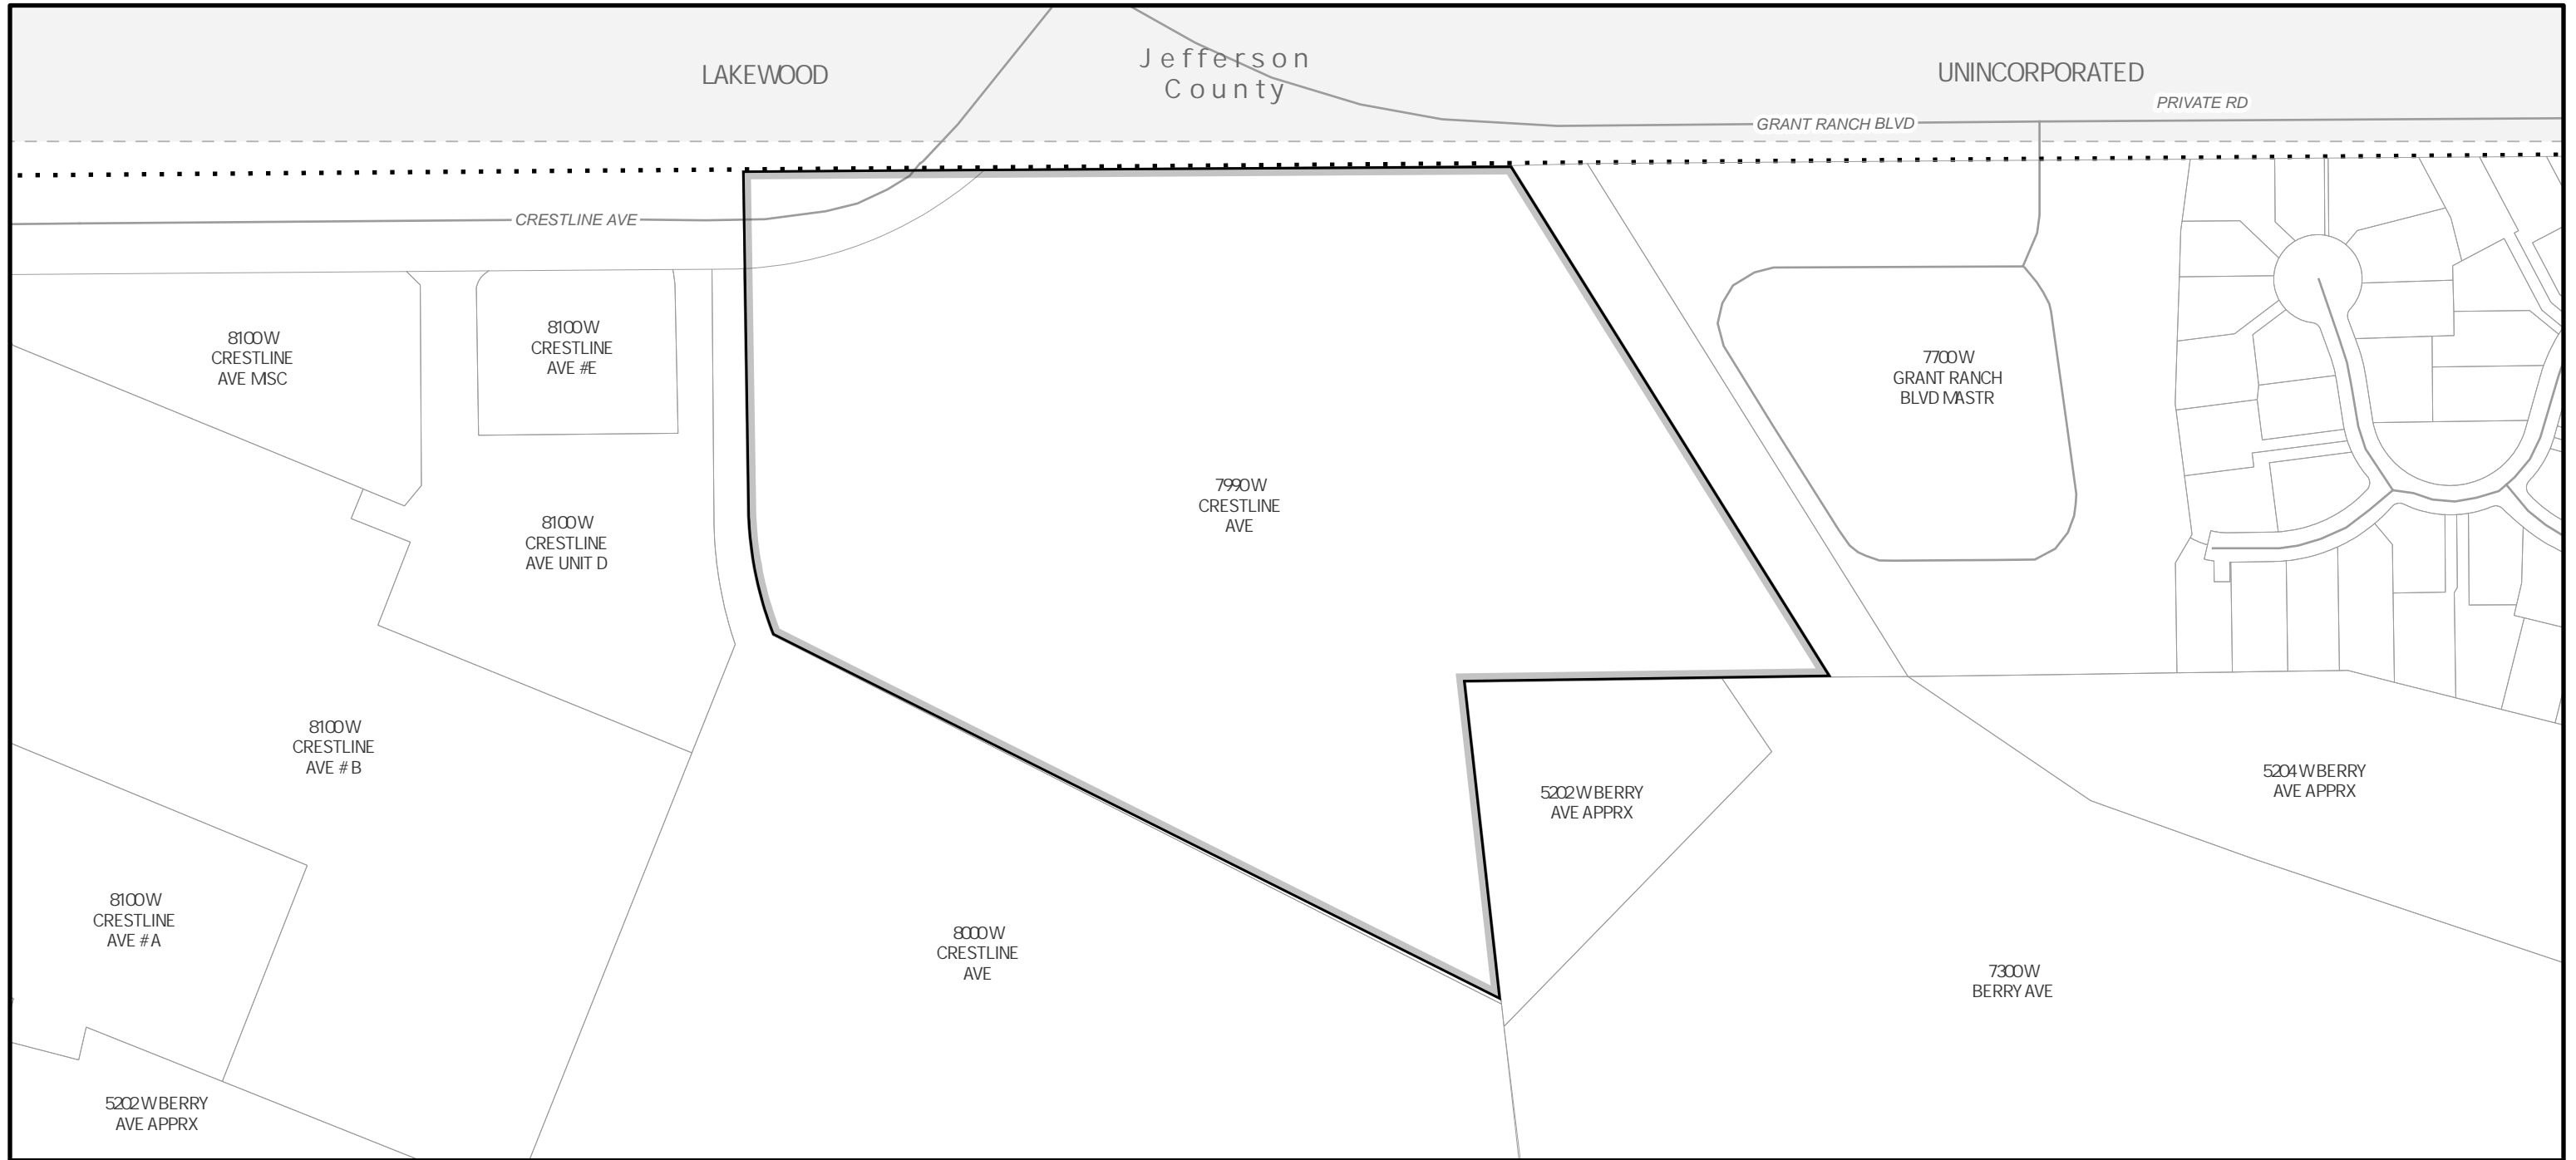 LAKEWOOD
Jefferson
County
UNINCORPORATED
PRIVATE RD
GRANT RANCH BLVD
CRESTLINE AVE
8100 W
CRESTLINE
AVE MISC
8100 W
CRESTLINE
AVE #E
7700 W
GRANT RANCH
BLVD MASTR
7990 W
CRESTLINE
AVE
8100 W
CRESTLINE
AVE UNIT D
8100 W
CRESTLINE
AVE # B
5202 W BERRY
AVE APPRX
5204 W BERRY
AVE APPRX
8100 W
CRESTLINE
AVE # A
8000 W
CRESTLINE
AVE
7300 W
BERRY AVE
5202 W BERRY
AVE APPRX